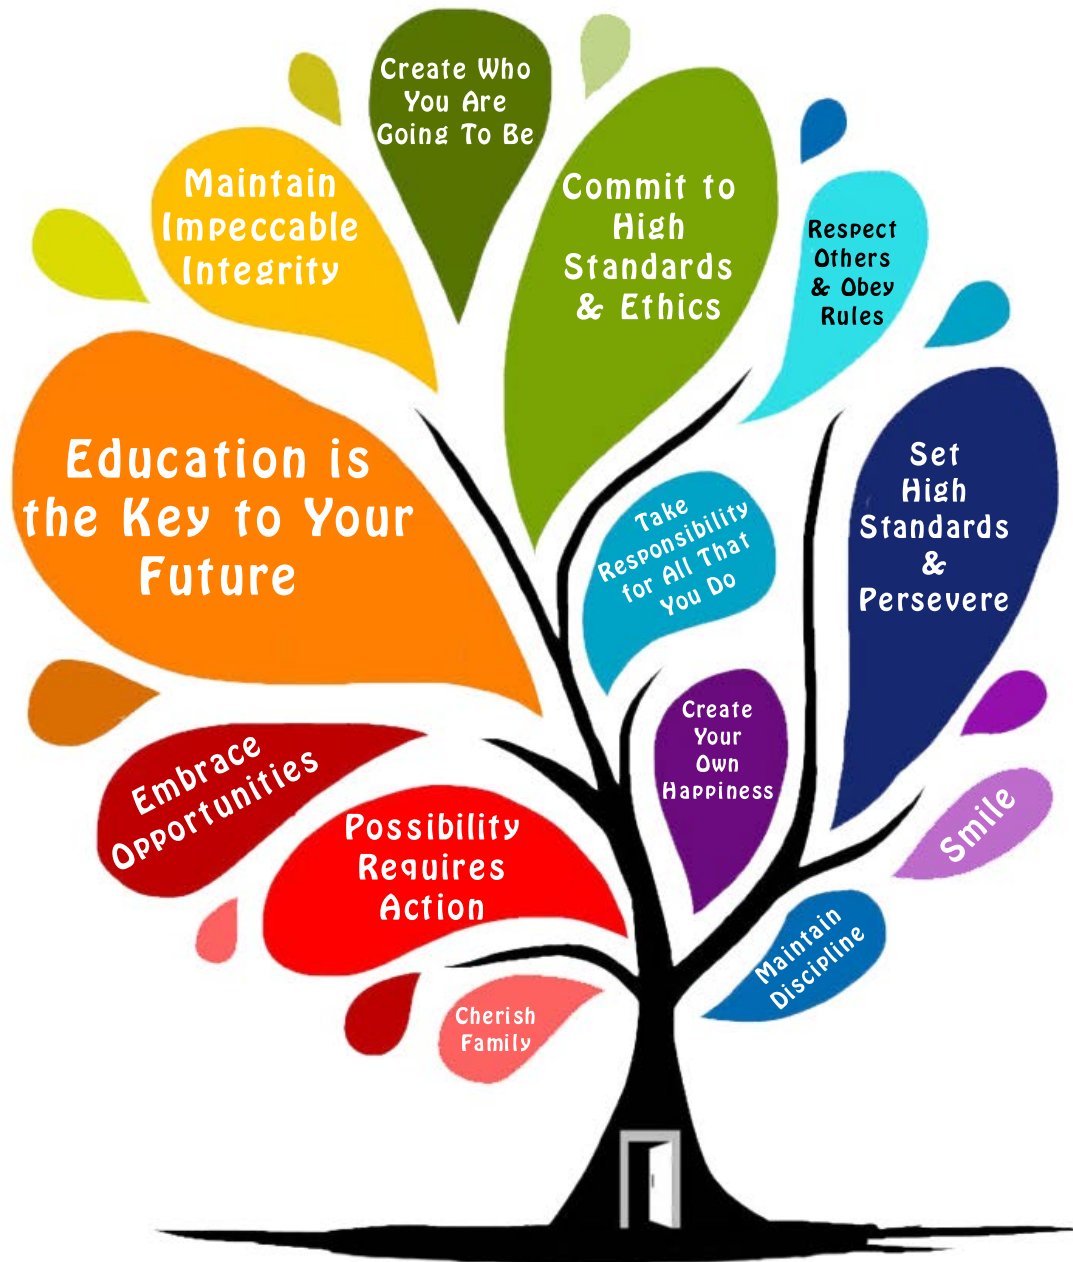 Create Who
You Are
Going To Be
Maintain
Impeccable
Integrity
Commit to
High
Standards
& Ethics
Respect
Others
& Obey
Rules
Education is
the Key to Your
Future
Take
Responsibility
for All That
You Do
Set
High
Standards
&
Persevere
Embrace
Opportunities
Possibility
Requires
Action
Create
Your
Own
Happiness
Smile
Maintain
Discipline
Cherish
Family